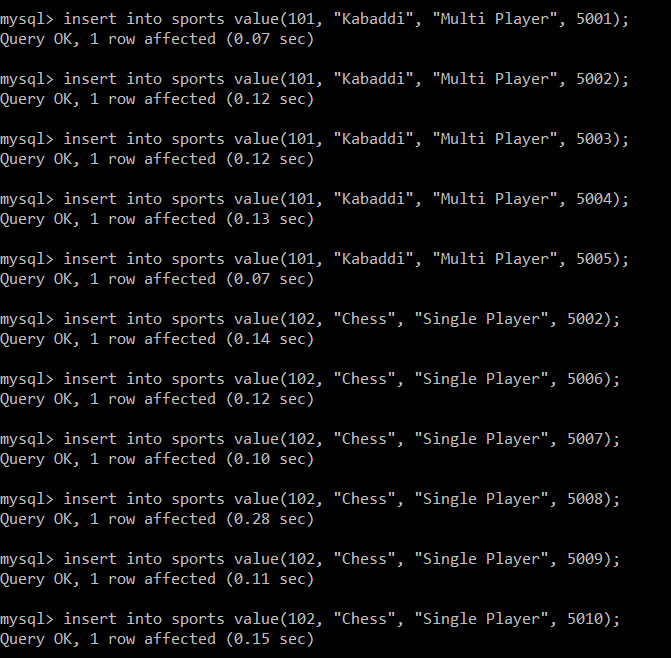 mysql> insert into sports value(101, "Kabaddi", "Multi Player", 5001);
Query OK, 1 row affected (0.07 sec)
mysql> insert into sports value(101, "Kabaddi", "Multi Player", 5002);
Query OK, 1 row affected (0.12 sec)
mysql> insert into sports value(101, "Kabaddi", "Multi Player", 5003);
Query OK, 1 row affected (0.12 sec)
mysql> insert into sports value(101, "Kabaddi", "Multi Player", 5004);
Query OK, 1 row affected (0.13 sec)
mysql> insert into sports value(101, "Kabaddi", "Multi Player", 5005);
Query OK, 1 row affected (0.07 sec)
mysql> insert into sports value(102, "Chess", "Single Player", 5002);
Query OK, 1 row affected (0.14 sec)
mysql> insert into sports value(102, "Chess", "Single Player", 5006);
Query OK, 1 row affected (0.12 sec)
mysql> insert into sports value(102, "Chess", "Single Player", 5007);
Query OK, 1 row affected (0.10 sec)
mysql> insert into sports value(102, "Chess", "Single Player", 5008);
Query OK, 1 row affected (0.28 sec)
mysql> insert into sports value(102, "Chess", "Single Player", 5009);
Query OK, 1 row affected (0.11 sec)
mysql> insert into sports value(102, "Chess", "Single Player", 5010);
Query OK, 1 row affected (0.15 sec)